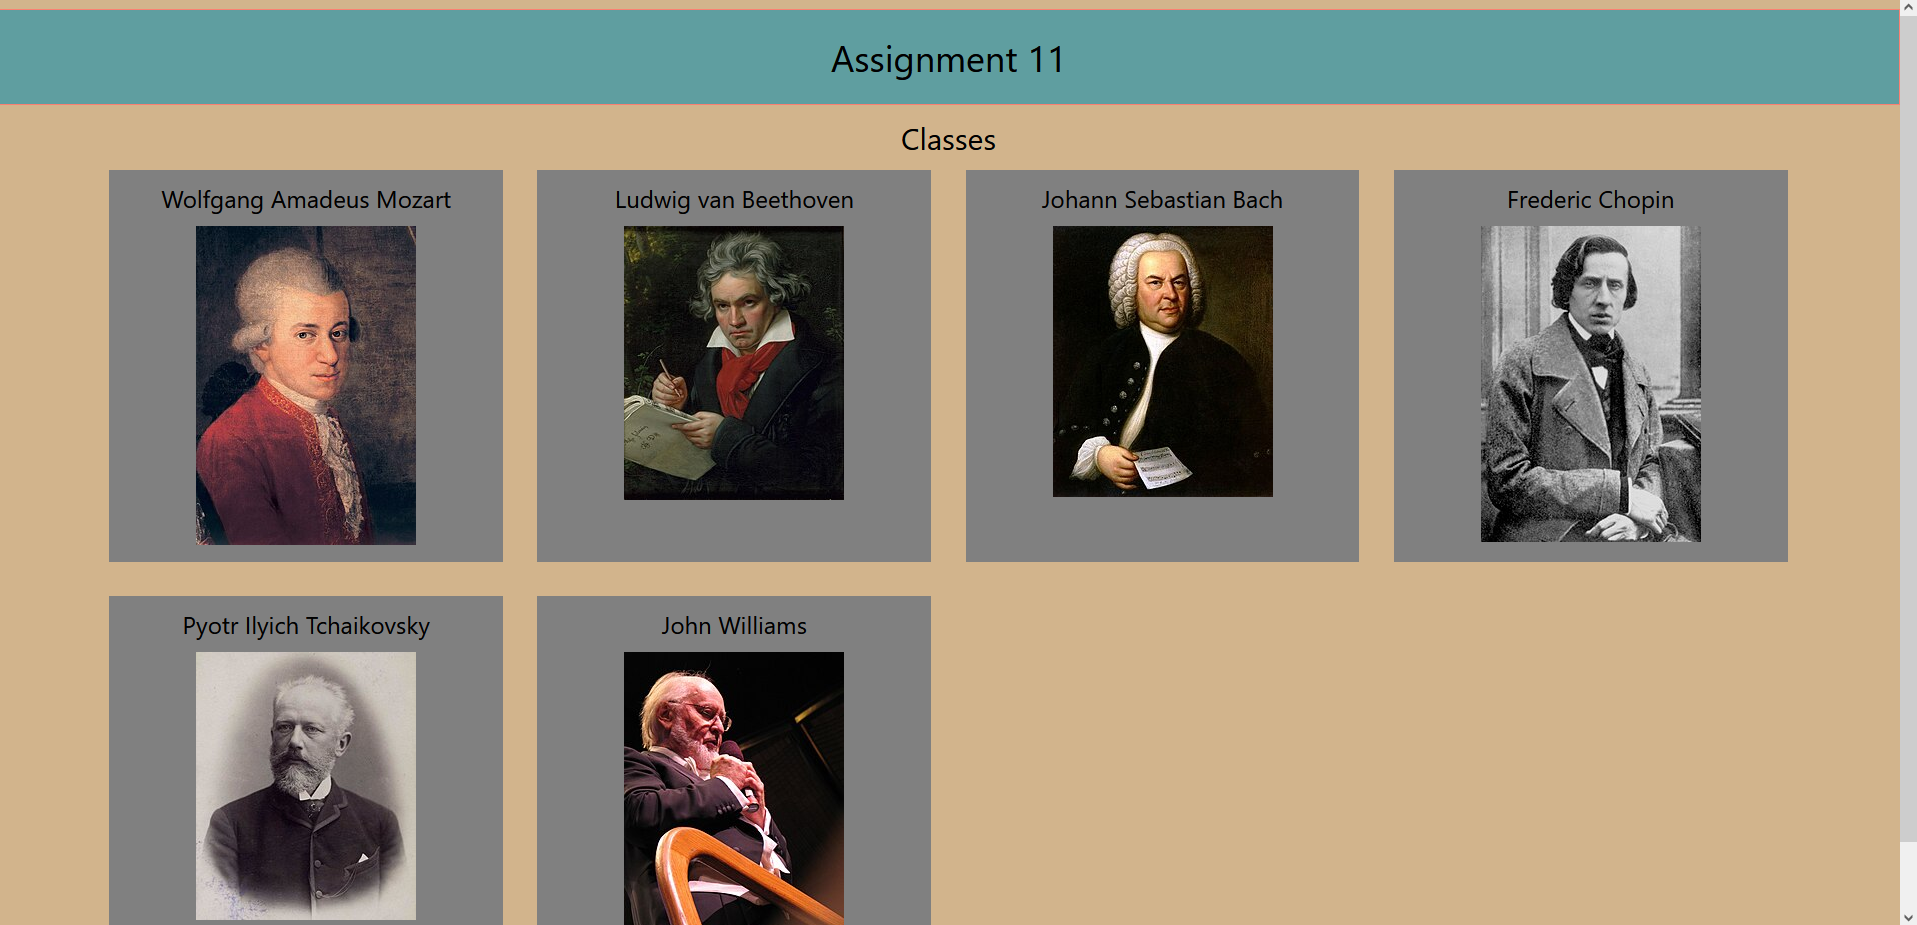 Assignment 11
Classes
Wolfgang Amadeus Mozart
Ludwig van Beethoven
Johann Sebastian Bach
Frederic Chopin
Pyotr Ilyich Tchaikovsky
John Williams